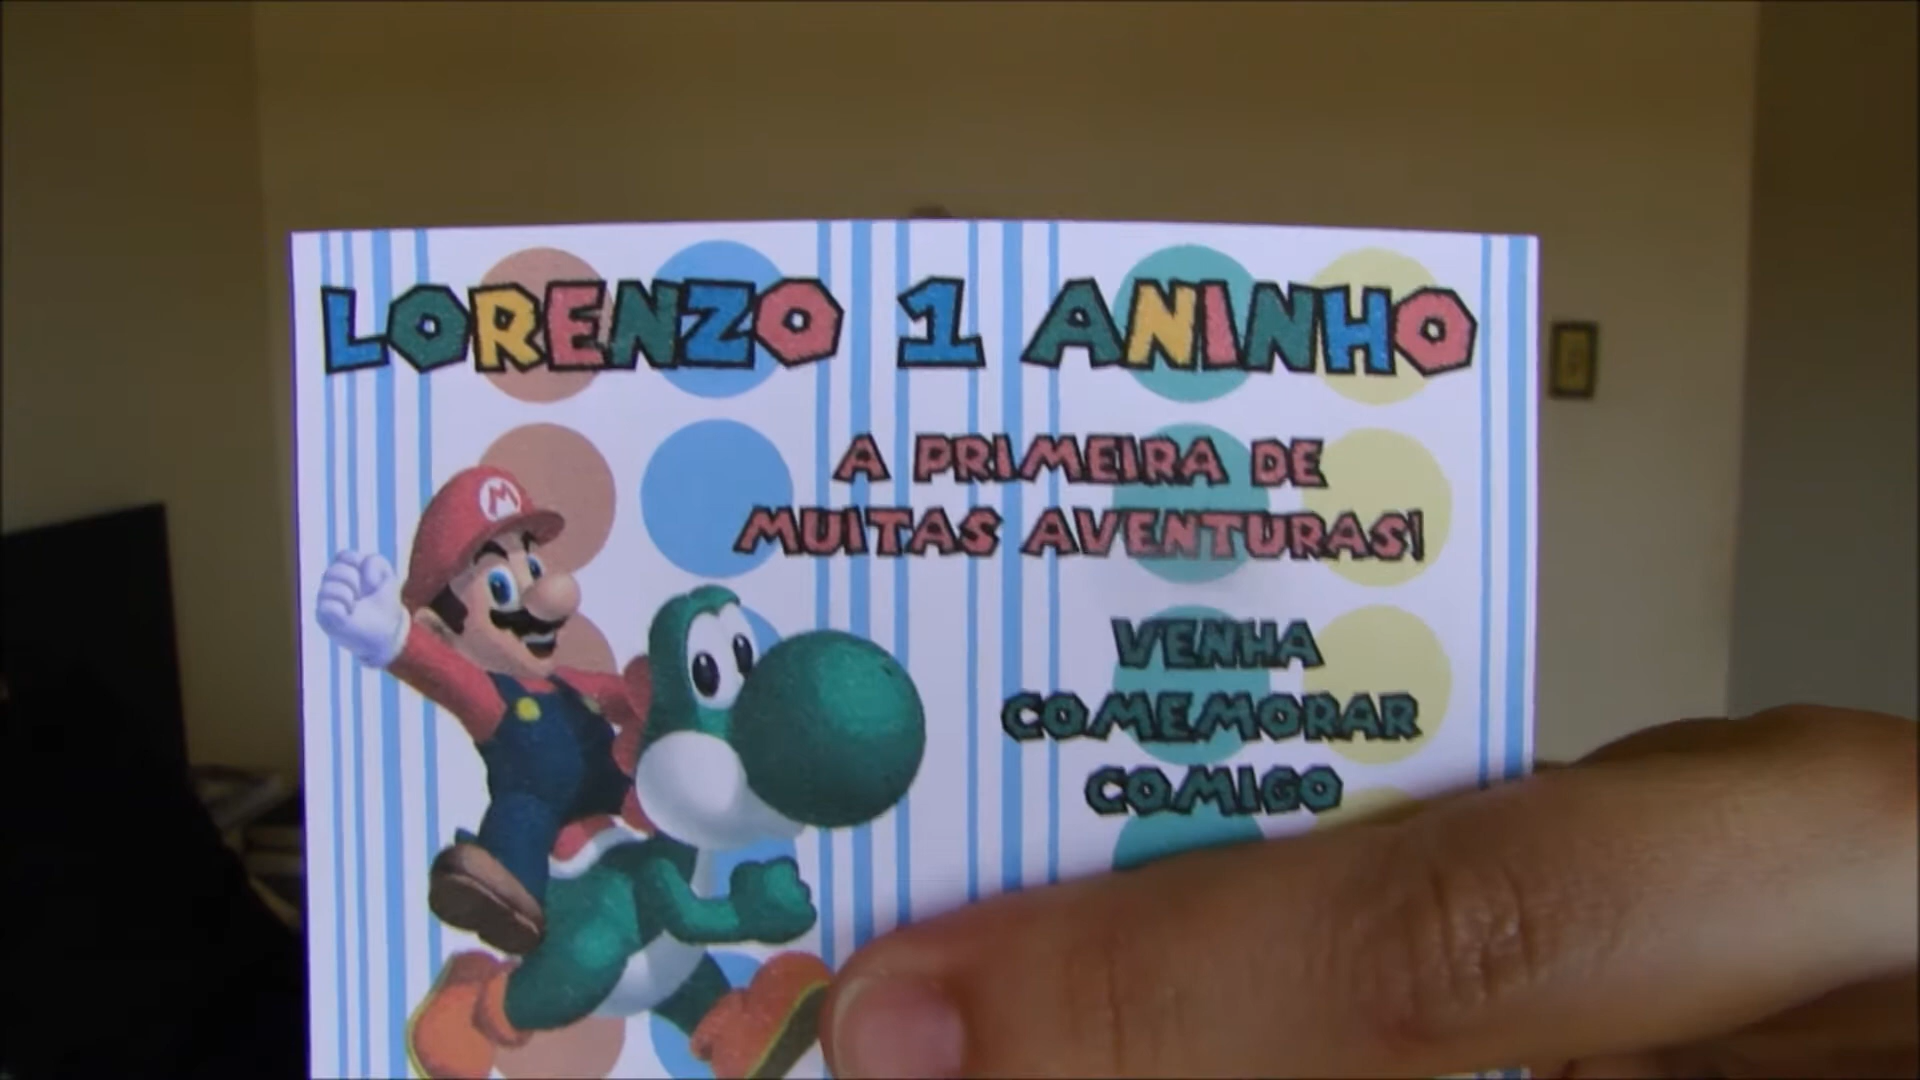 LORENZO 1 ANINHO
A PRIMEIRA DE
MUITAS AVENTURAS!
VENHA
COMEMORAR
COMIGO
M